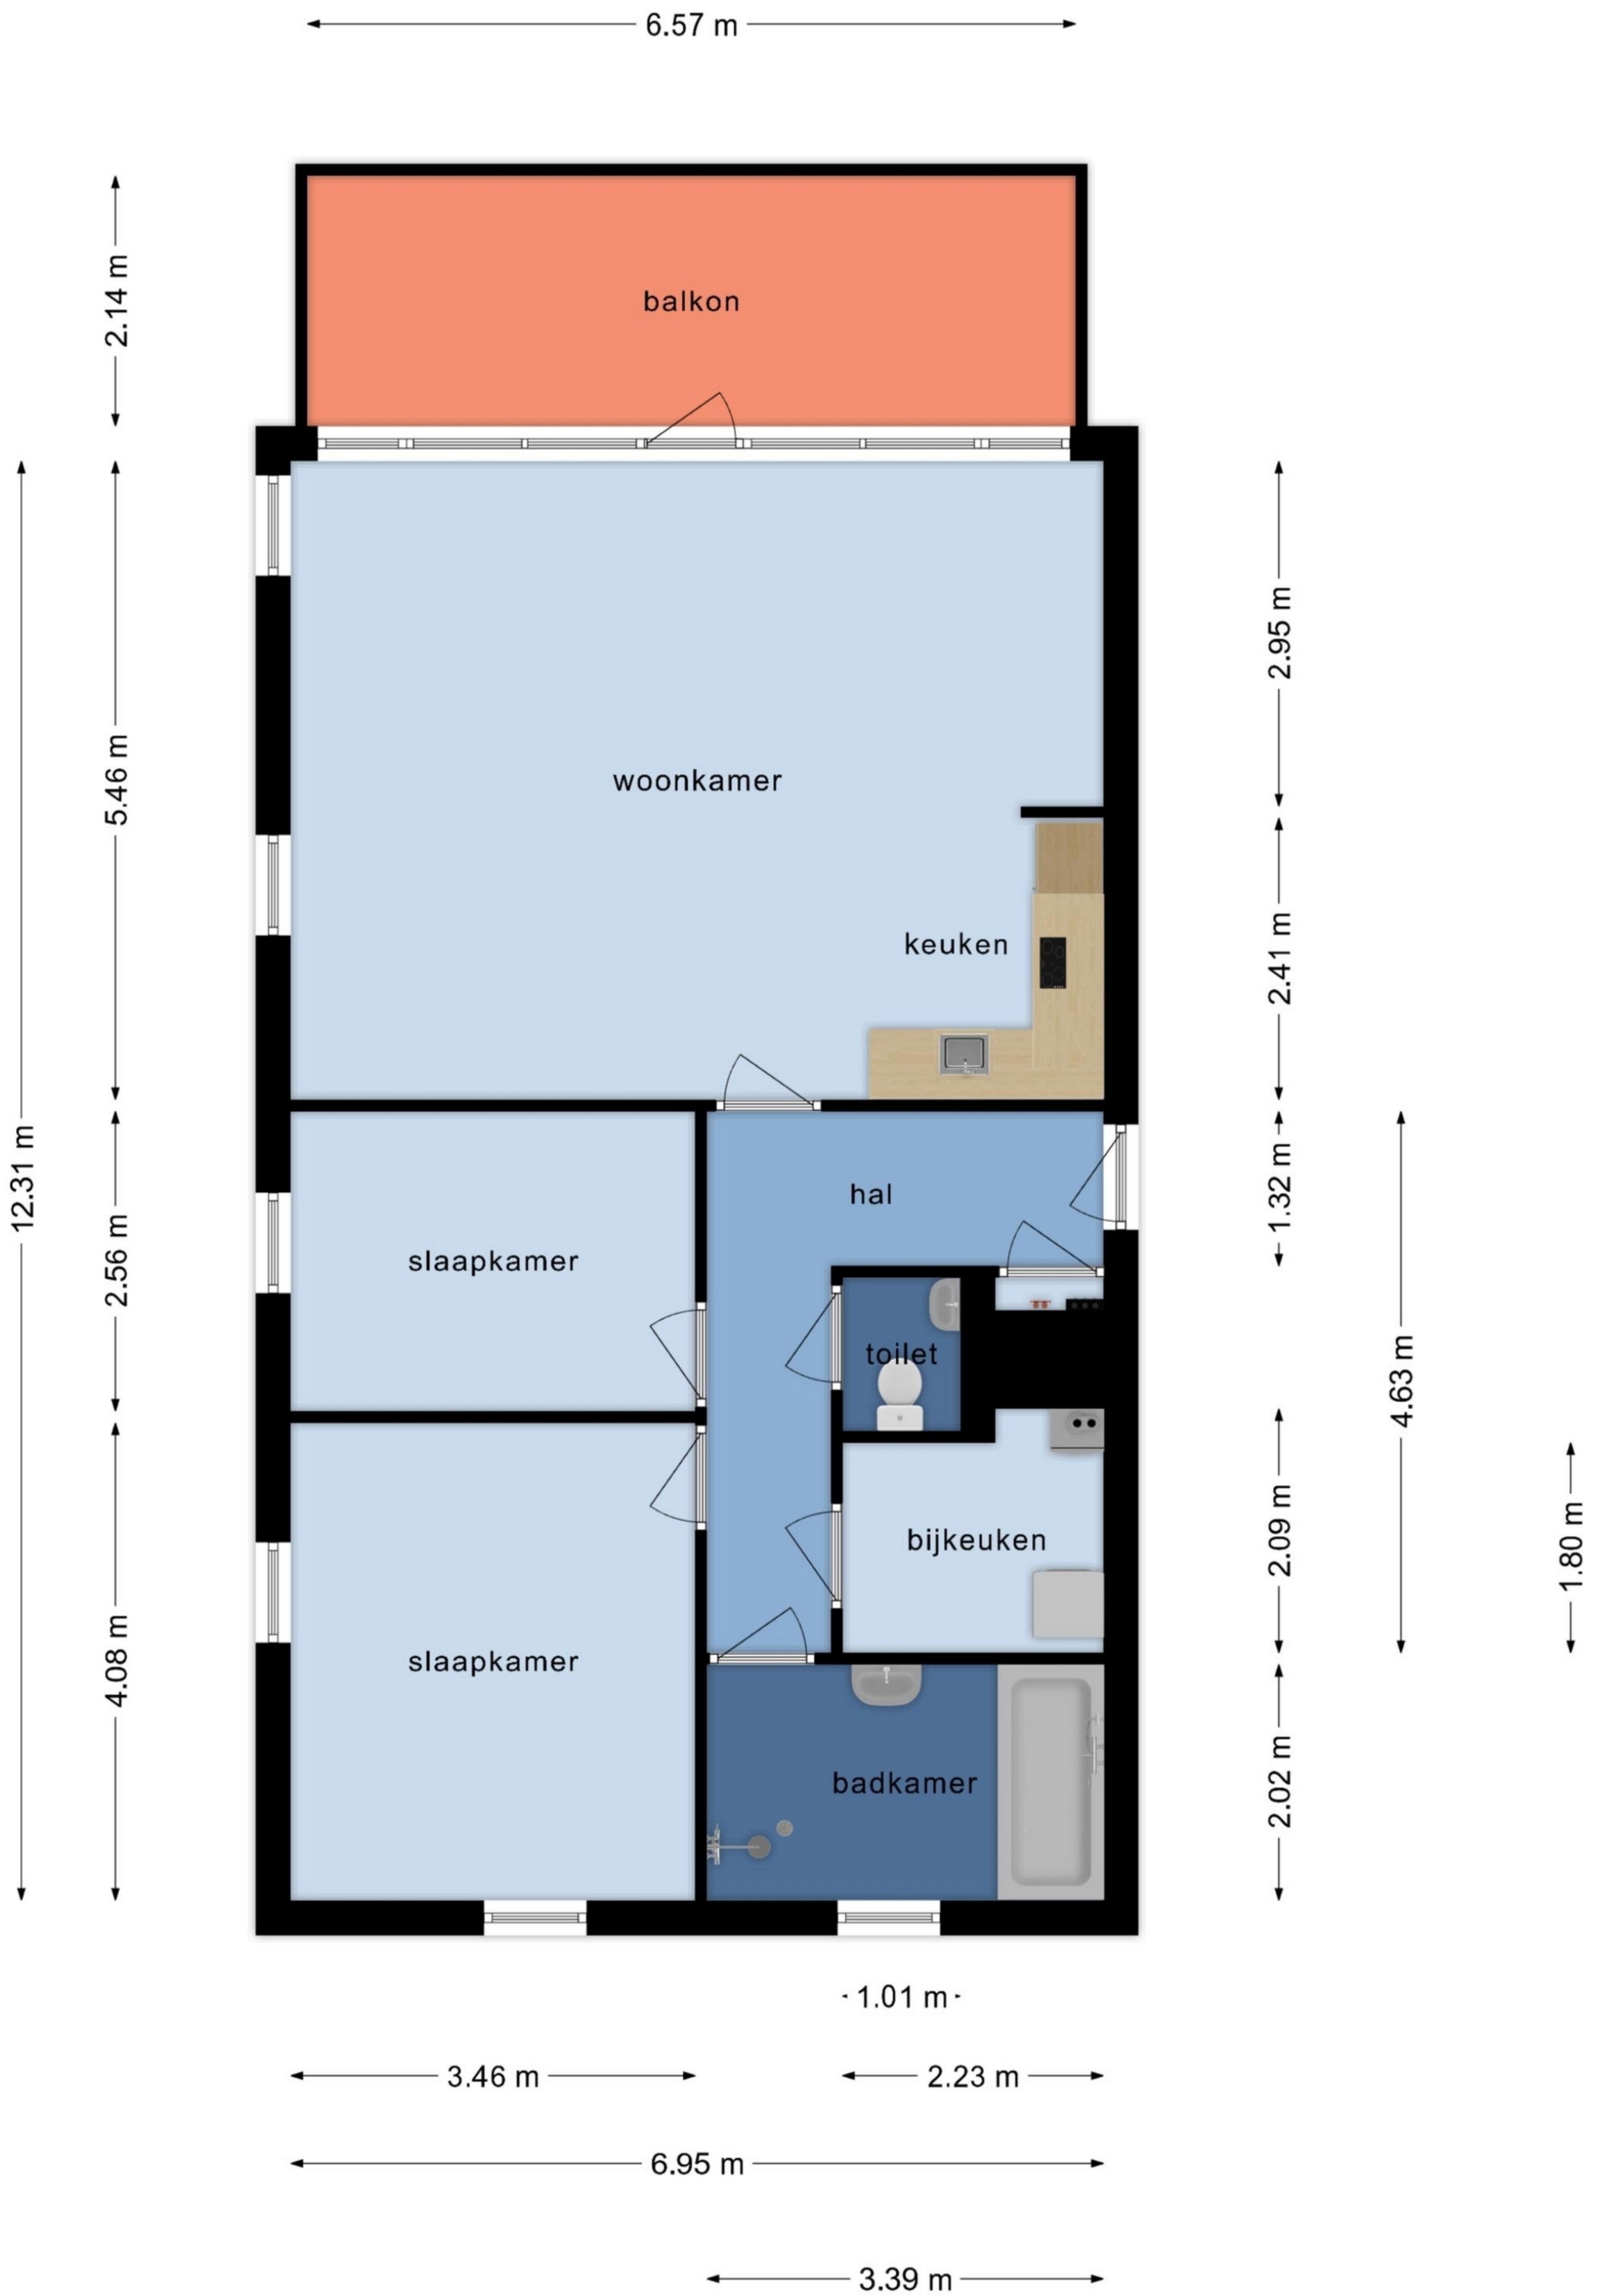 6.57 m
2.14 m
balkon
5.46 m
2.95 m
woonkamer
2.41 m
keuken
12.31 m
1.32 m
hal
2.56 m
slaapkamer
toilet
4.63 m
2.09 m
bijkeuken
1.80 m
4.08 m
slaapkamer
badkamer
2.02 m
1.01 m
3.46 m
2.23 m
6.95 m
3.39 m